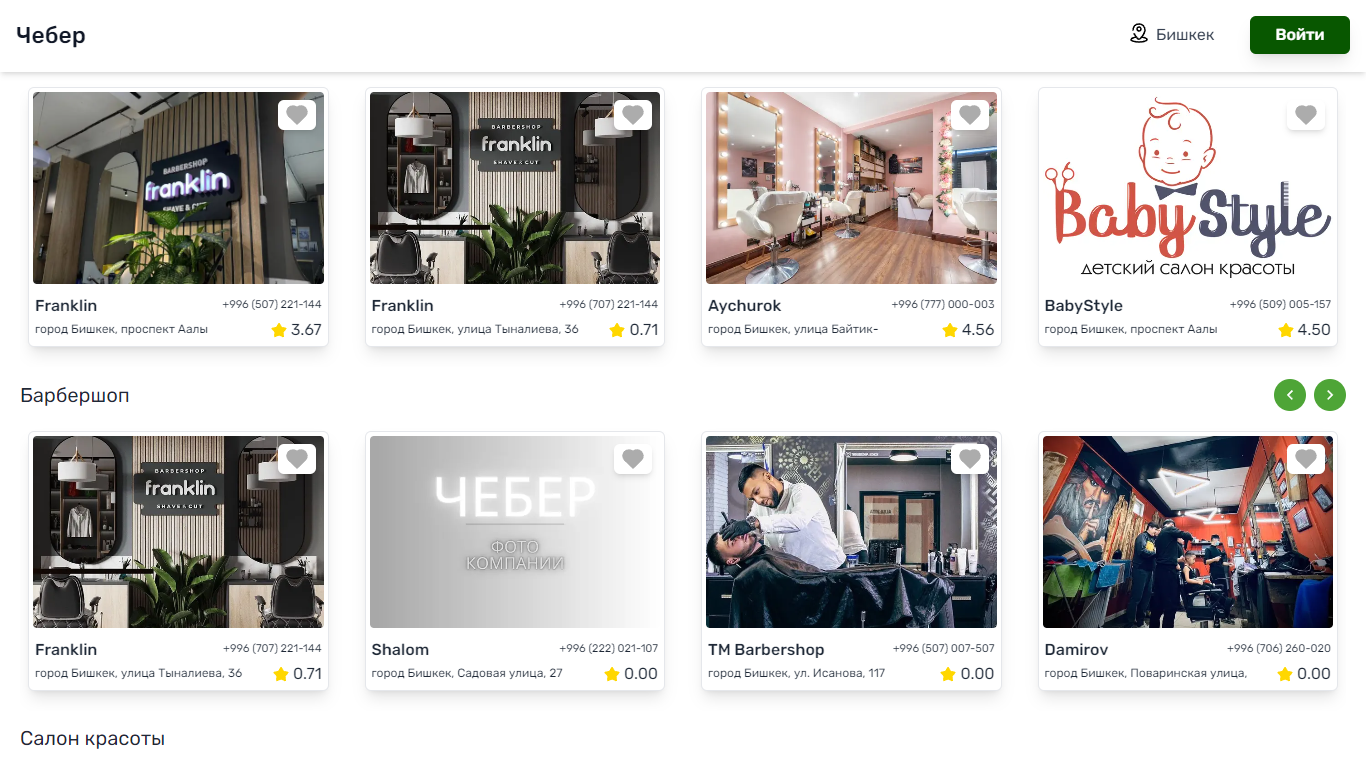 Чебер
Бишкек
Войти
BARBERSHOP
franklin
SHAVE & CUT
BARBERSHOP
franklin
SHAVE & CUT
BabyStyle
детский салон красоты
Franklin
+996 (507) 221-144
город Бишкек, проспект Аалы
3.67
Franklin
+996 (707) 221-144
город Бишкек, улица Тыналиева, 36
0.71
Aychurok
+996 (777) 000-003
город Бишкек, улица Байтик-
4.56
BabyStyle
+996 (509) 005-157
город Бишкек, проспект Аалы
4.50
Барбершоп
BARBERSHOP
franklin
SHAVE & CUT
ЧЕБЕР
ФОТО
КОМПАНИИ
Franklin
+996 (707) 221-144
город Бишкек, улица Тыналиева, 36
0.71
Shalom
+996 (222) 021-107
город Бишкек, Садовая улица, 27
0.00
TM Barbershop
+996 (507) 007-507
город Бишкек, ул. Исанова, 117
0.00
Damirov
+996 (706) 260-020
город Бишкек, Поваринская улица,
0.00
Салон красоты